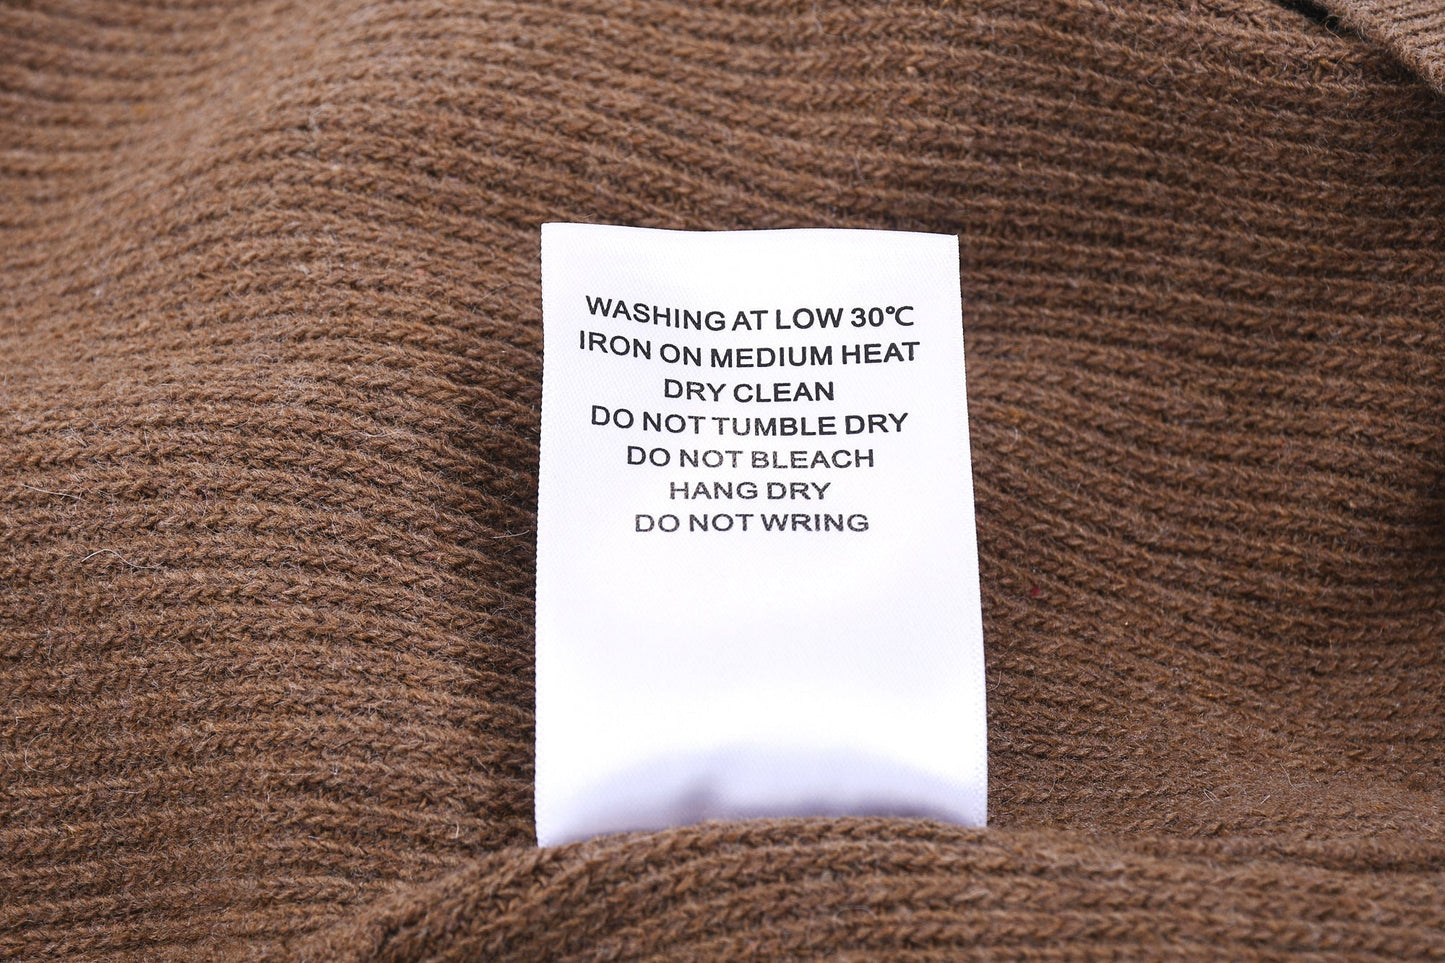 WASHING AT LOW 30℃
IRON ON MEDIUM HEAT
DRY CLEAN
DO NOT TUMBLE DRY
DO NOT BLEACH
HANG DRY
DO NOT WRING